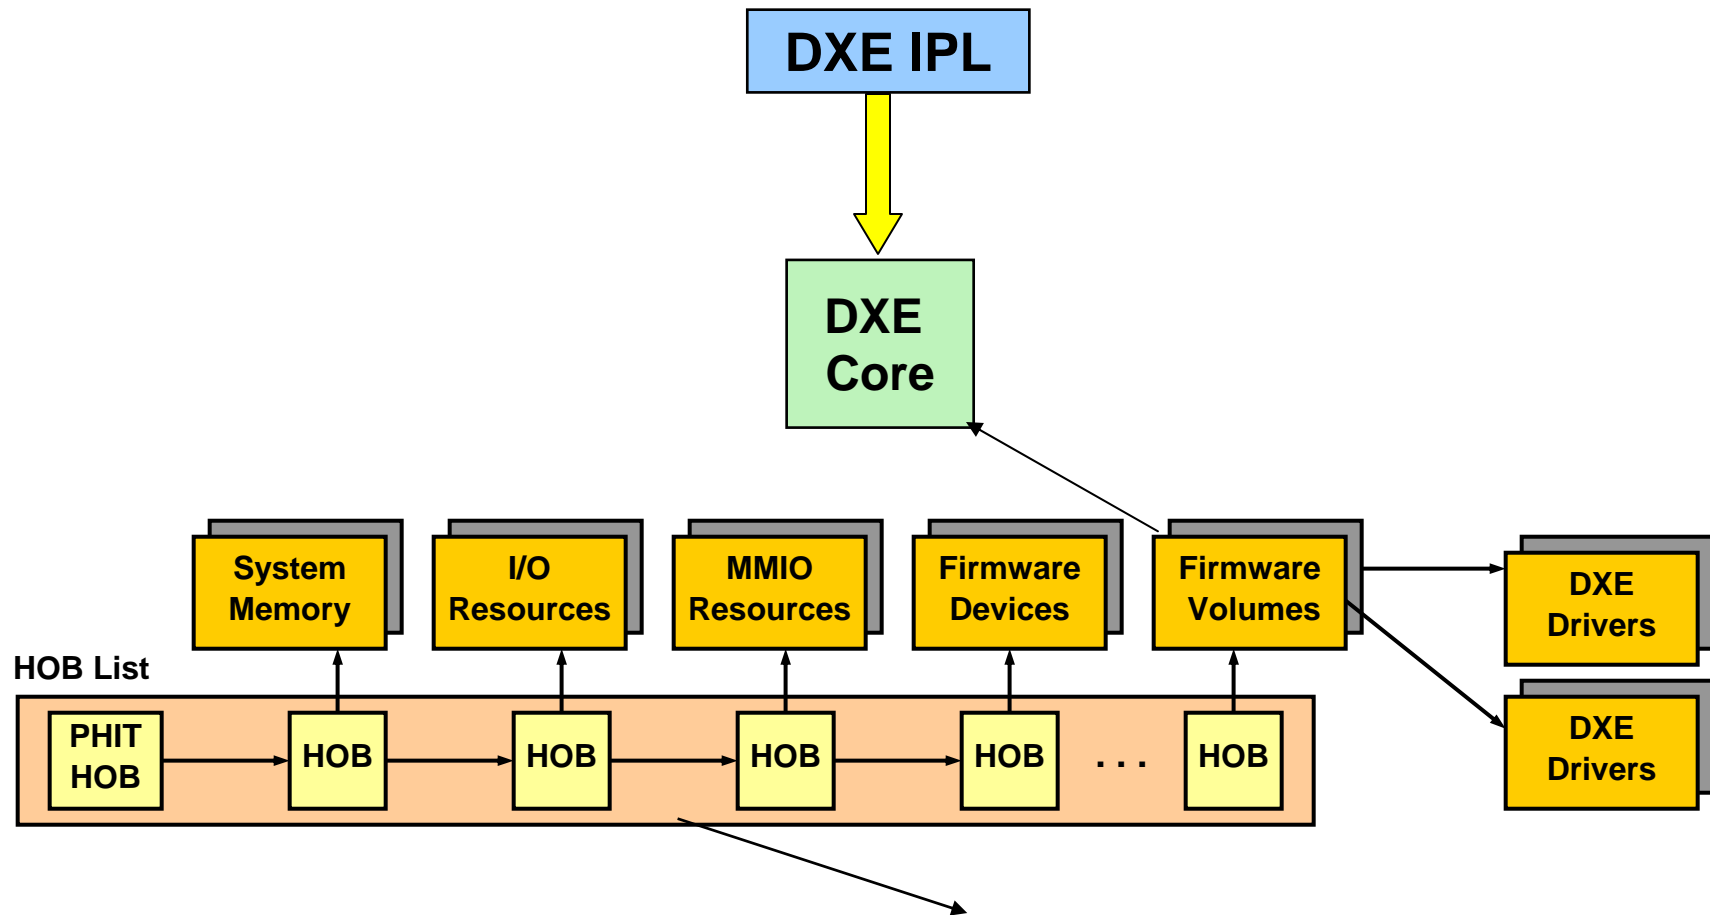 DXE IPL
DXE
Core
System
Memory
I/O
Resources
MMIO
Resources
Firmware
Devices
Firmware
Volumes
DXE
Drivers
HOB List
PHIT
HOB
HOB
HOB
HOB
HOB
. . .
HOB
DXE
Drivers